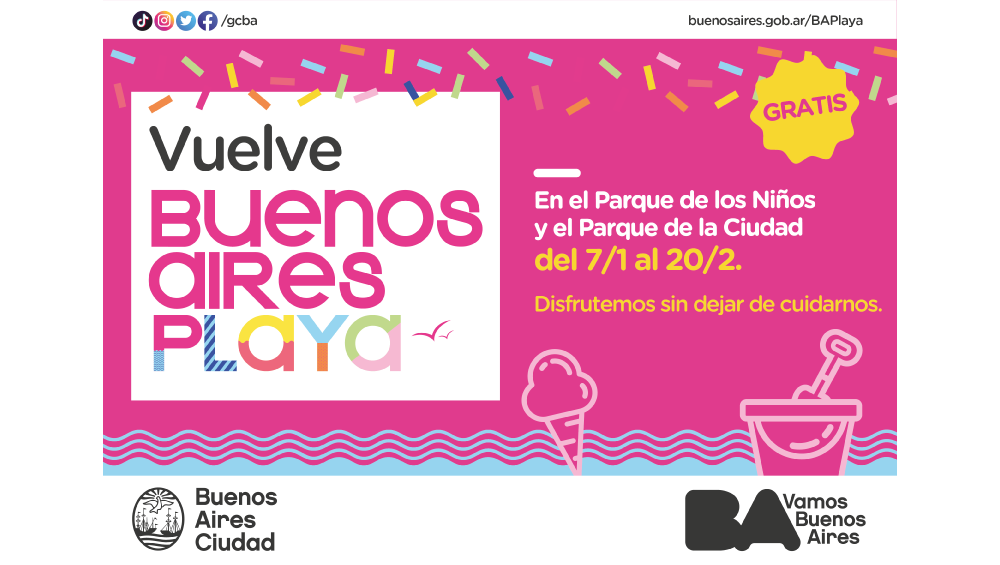 /gcba
buenosaires.gob.ar/BAPlaya
GRATIS
Vuelve
Buenos
aires
PLaYa
En el Parque de los Niños
y el Parque de la Ciudad
del 7/1 al 20/2.
Disfrutemos sin dejar de cuidarnos.
Buenos
Aires
Ciudad
BA
Vamos
Buenos
Aires